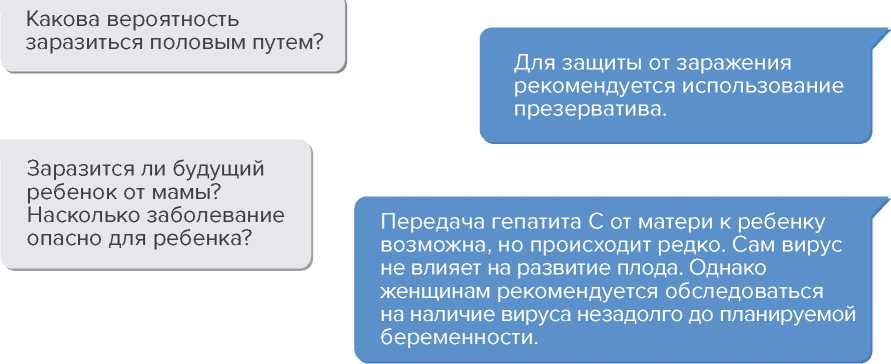 Какова вероятность
заразиться половым путем?
Для защиты от заражения
рекомендуется использование
презерватива.
Заразится ли будущий
ребенок от мамы?
Насколько заболевание
опасно для ребенка?
Передача гепатита С от матери к ребенку
возможна, но происходит редко. Сам вирус
не влияет на развитие плода. Однако
женщинам рекомендуется обследоваться
на наличие вируса незадолго до планируемой
беременности.